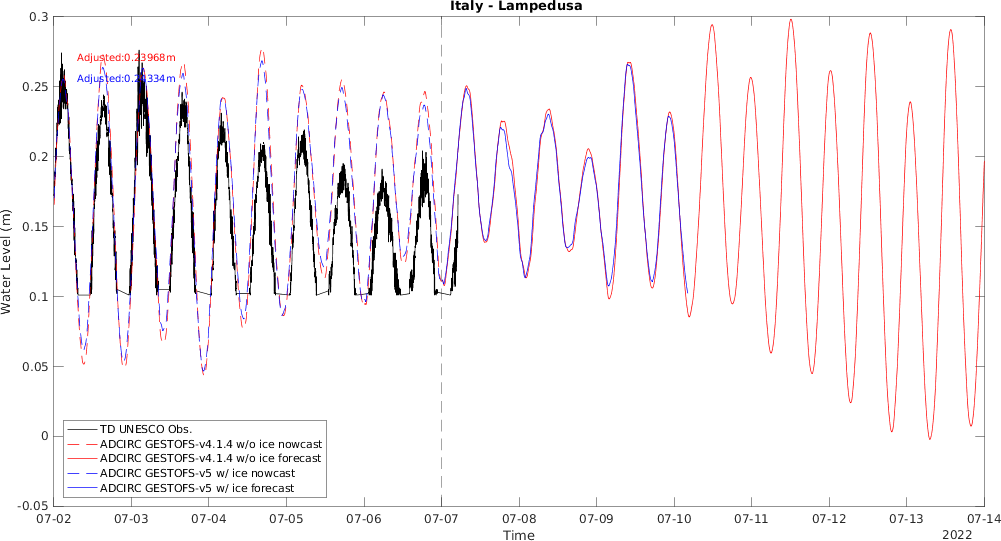 Italy - Lampedusa
0.3
0.25
0.2
0.15
0.1
0.05
0
-0.05
Water Level (m)
Adjusted:0.23968m
TD UNESCO Obs.
ADCIRC GESTOFS-v4.1.4 w/o ice nowcast
ADCIRC GESTOFS-v4.1.4 w/o ice forecast
ADCIRC GESTOFS-v5 w/ ice nowcast
ADCIRC GESTOFS-v5 w/ ice forecast
07-02 07-03 07-04 07-05 07-06 07-07 07-08 07-09 07-10 07-11 07-12 07-13 07-14
Time
2022